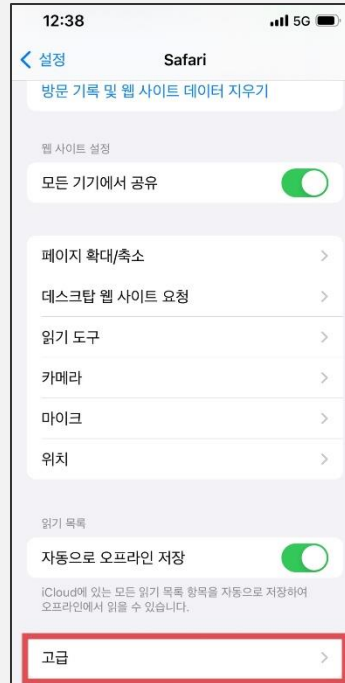 12:38
5G
설정
Safari
방문 기록 및 웹 사이트 데이터 지우기
웹 사이트 설정
모든 기기에서 공유
페이지 확대/축소
데스크탑 웹 사이트 요청
읽기 도구
카메라
마이크
위치
읽기 목록
자동으로 오프라인 저장
iCloud에 있는 모든 읽기 목록 항목을 자동으로 저장하여
오프라인에서 읽을 수 있습니다.
고급